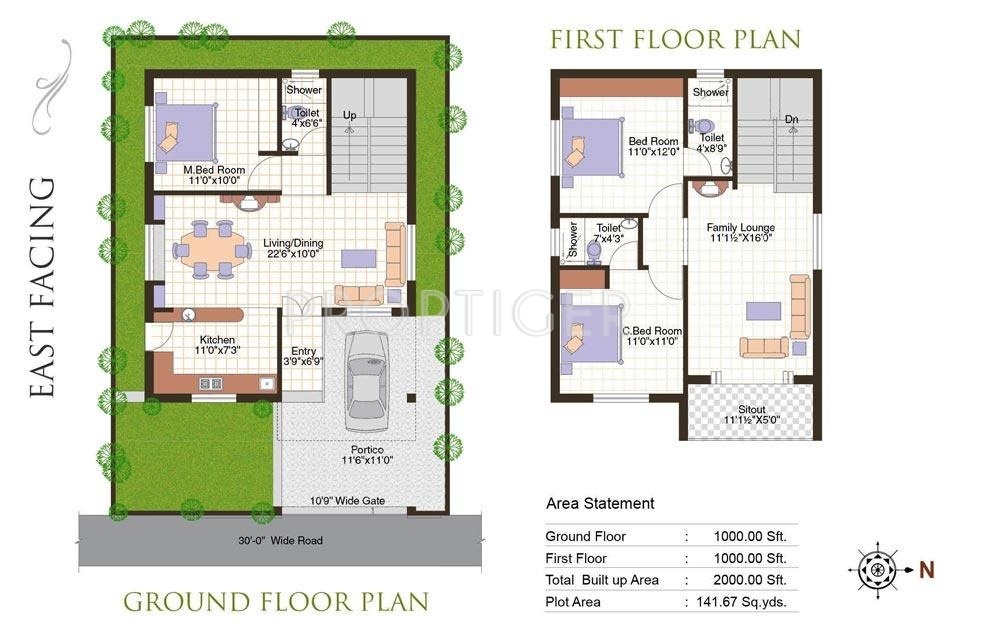 EAST FACING
Shower
Toilet
4'x6'6"
Up
M.Bed Room
11'0"x10'0"
Living/Dining
22'6"x10'0"
Kitchen
11'0"x7'3"
Entry
3'9"x6'9"
Portico
11'6"x11'0"
10'9" Wide Gate
30'-0" Wide Road
GROUND FLOOR PLAN
FIRST FLOOR PLAN
Shower
Toilet
4'x8'9"
Dn
Bed Room
11'0"x12'0"
Family Lounge
11'1½"X16'0"
Shower
Toilet
7'x4'3"
C.Bed Room
11'0"x11'0"
Sitout
11'1½"X5'0"
PROPTIGER
Area Statement
Ground Floor : 1000.00 Sft.
First Floor : 1000.00 Sft.
Total Built up Area : 2000.00 Sft.
Plot Area : 141.67 Sq.yds.
N